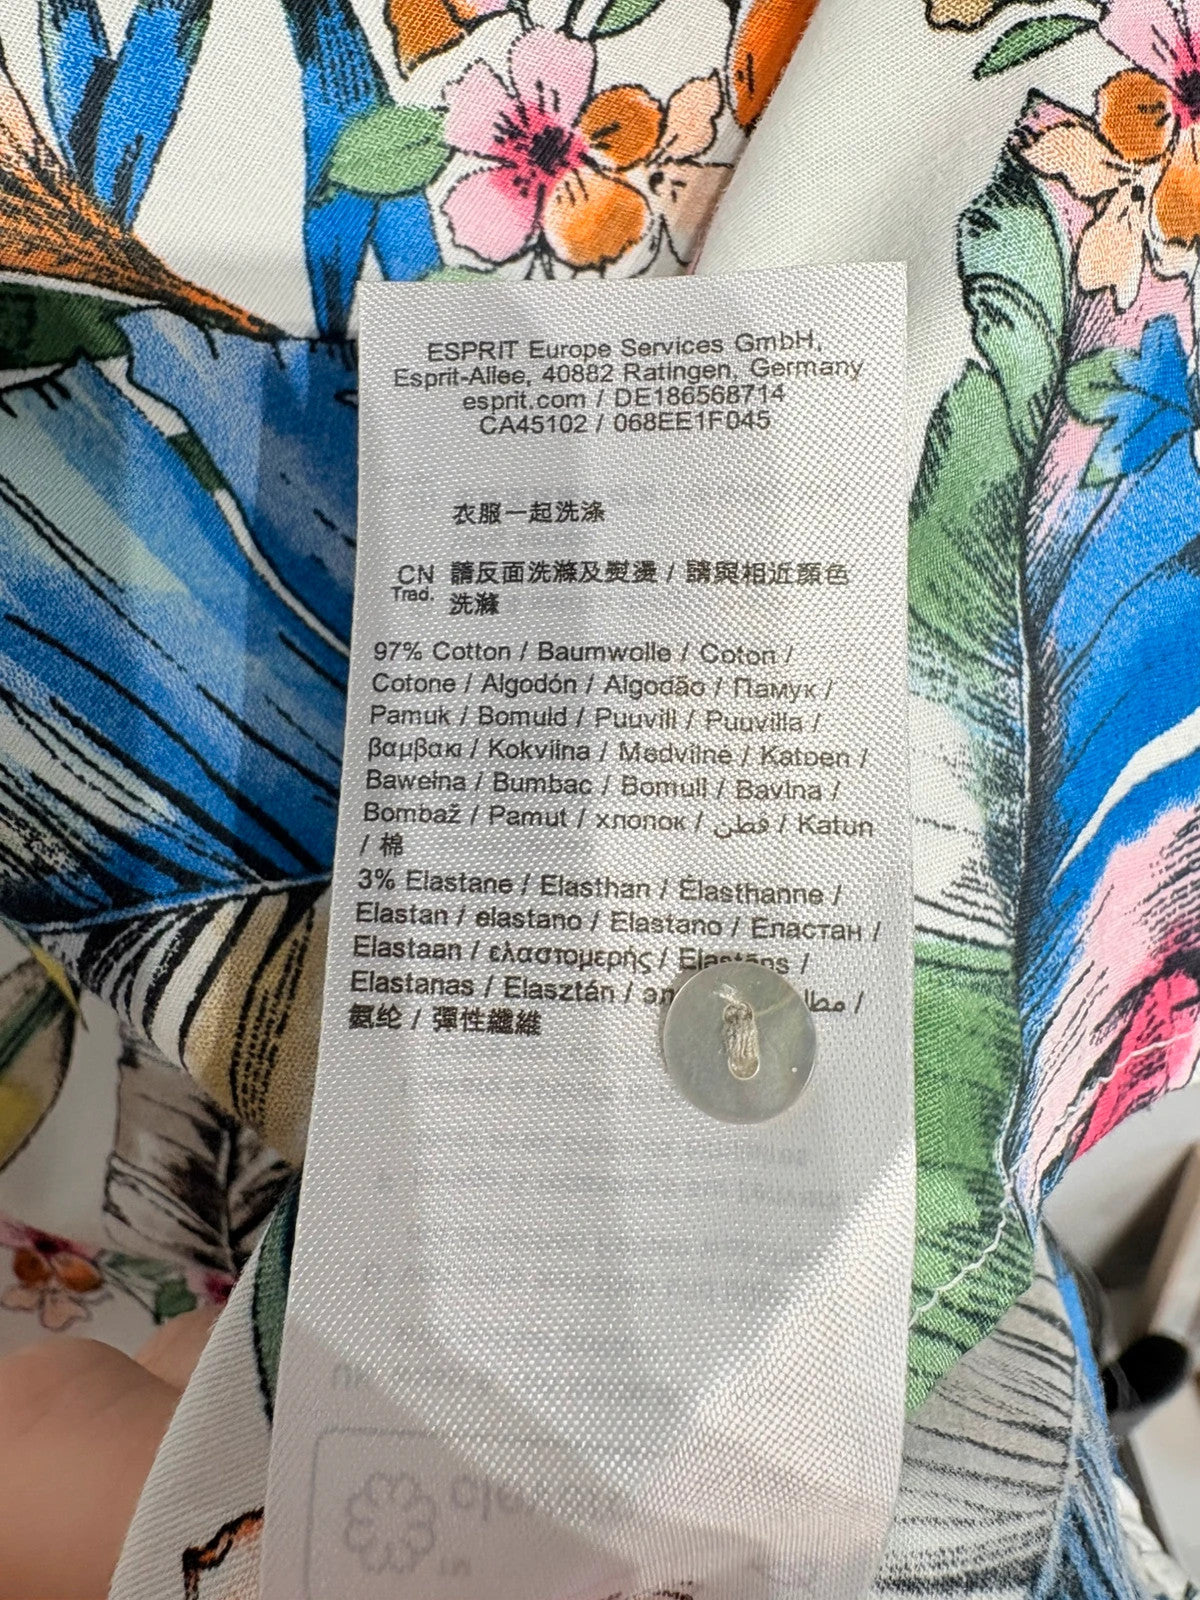 ESPRIT Europe Services GmbH,
Esprit-Allee, 40882 Ratingen, Germany
esprit.com / DE186568714
CA45102 / 068EE1F045
衣服一起洗涤
CN 請反面洗滌及熨燙 / 請與相近顏色
Trad. 洗滌
97% Cotton / Baumwolle / Coton /
Cotone / Algodón / Algodão / Памук /
Pamuk / Bomuld / Puuvill / Puuvilla /
βαμβακι / Kokvilna / Medvilnė / Katoen /
Bawełna / Bumbac / Bomull / Bavlna /
Bombaž / Pamut / хлопок / قطن / Katun
/ 棉
3% Elastane / Elasthan / Élasthanne /
Elastan / elastano / Elastano / Еластан /
Elastaan / ελαστομερής / Elastāns /
Elastanas / Elasztán /
氨纶 / 彈性纖維